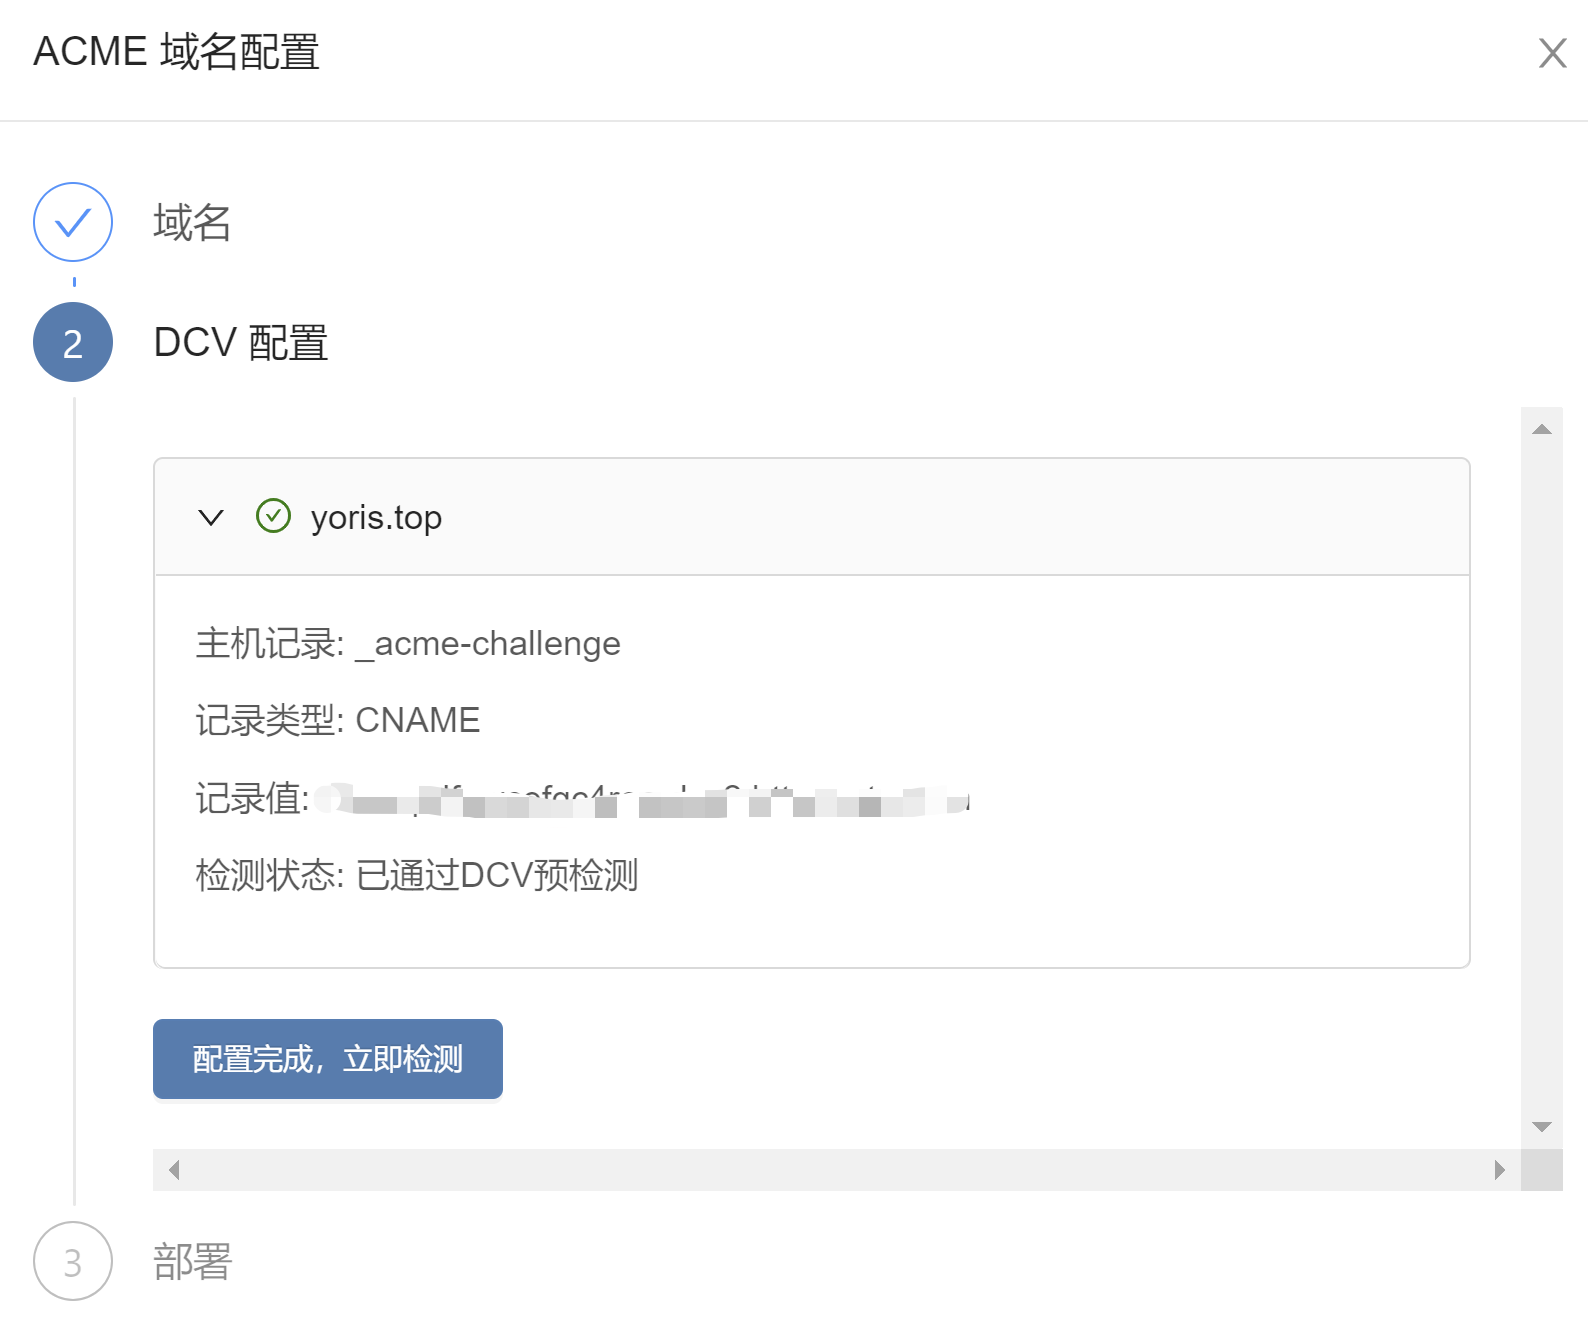 ACME 域名配置
域名
2
DCV 配置
yoris.top
主机记录: _acme-challenge
记录类型: CNAME
记录值:
检测状态: 已通过DCV预检测
配置完成，立即检测
3
部署